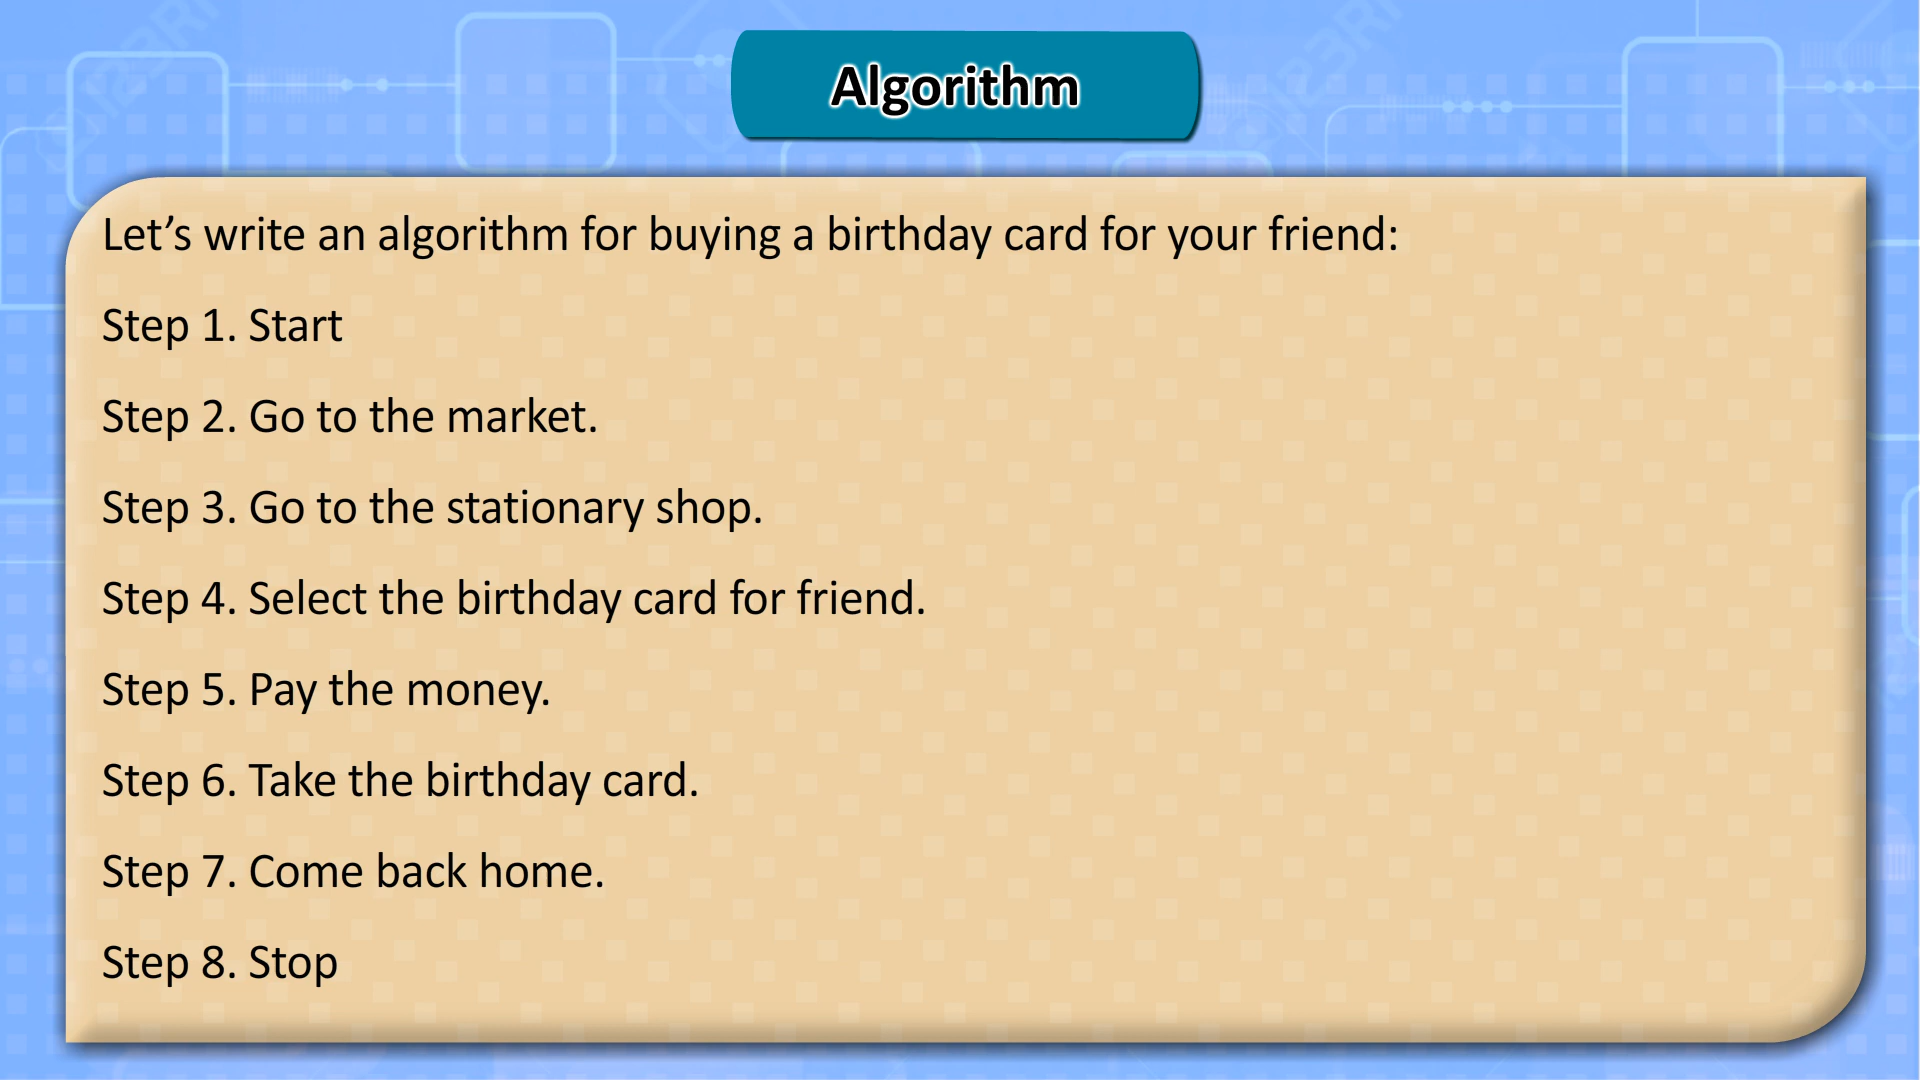 Algorithm
Let’s write an algorithm for buying a birthday card for your friend:
Step 1. Start
Step 2. Go to the market.
Step 3. Go to the stationary shop.
Step 4. Select the birthday card for friend.
Step 5. Pay the money.
Step 6. Take the birthday card.
Step 7. Come back home.
Step 8. Stop